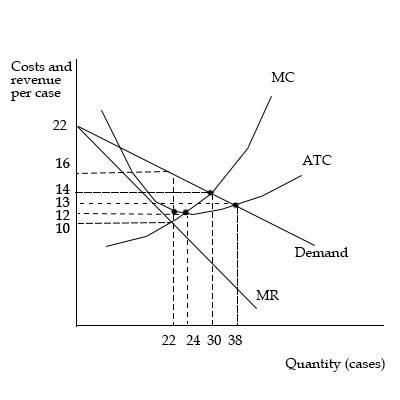 Costs and
revenue
per case
MC
22
16
ATC
14
13
12
10
Demand
MR
22 24 30 38
Quantity (cases)